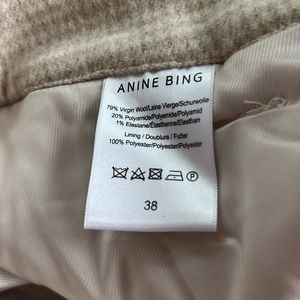 ANINE BING
79% Virgin Wool/Laine Vierge/Schurwolle
20% Polyamide/Polyamide/Polyamid
1% Elastane/Élasthanne/Elasthan
Lining / Doublure / Futter
100% Polyester/Polyester/Polyester
38